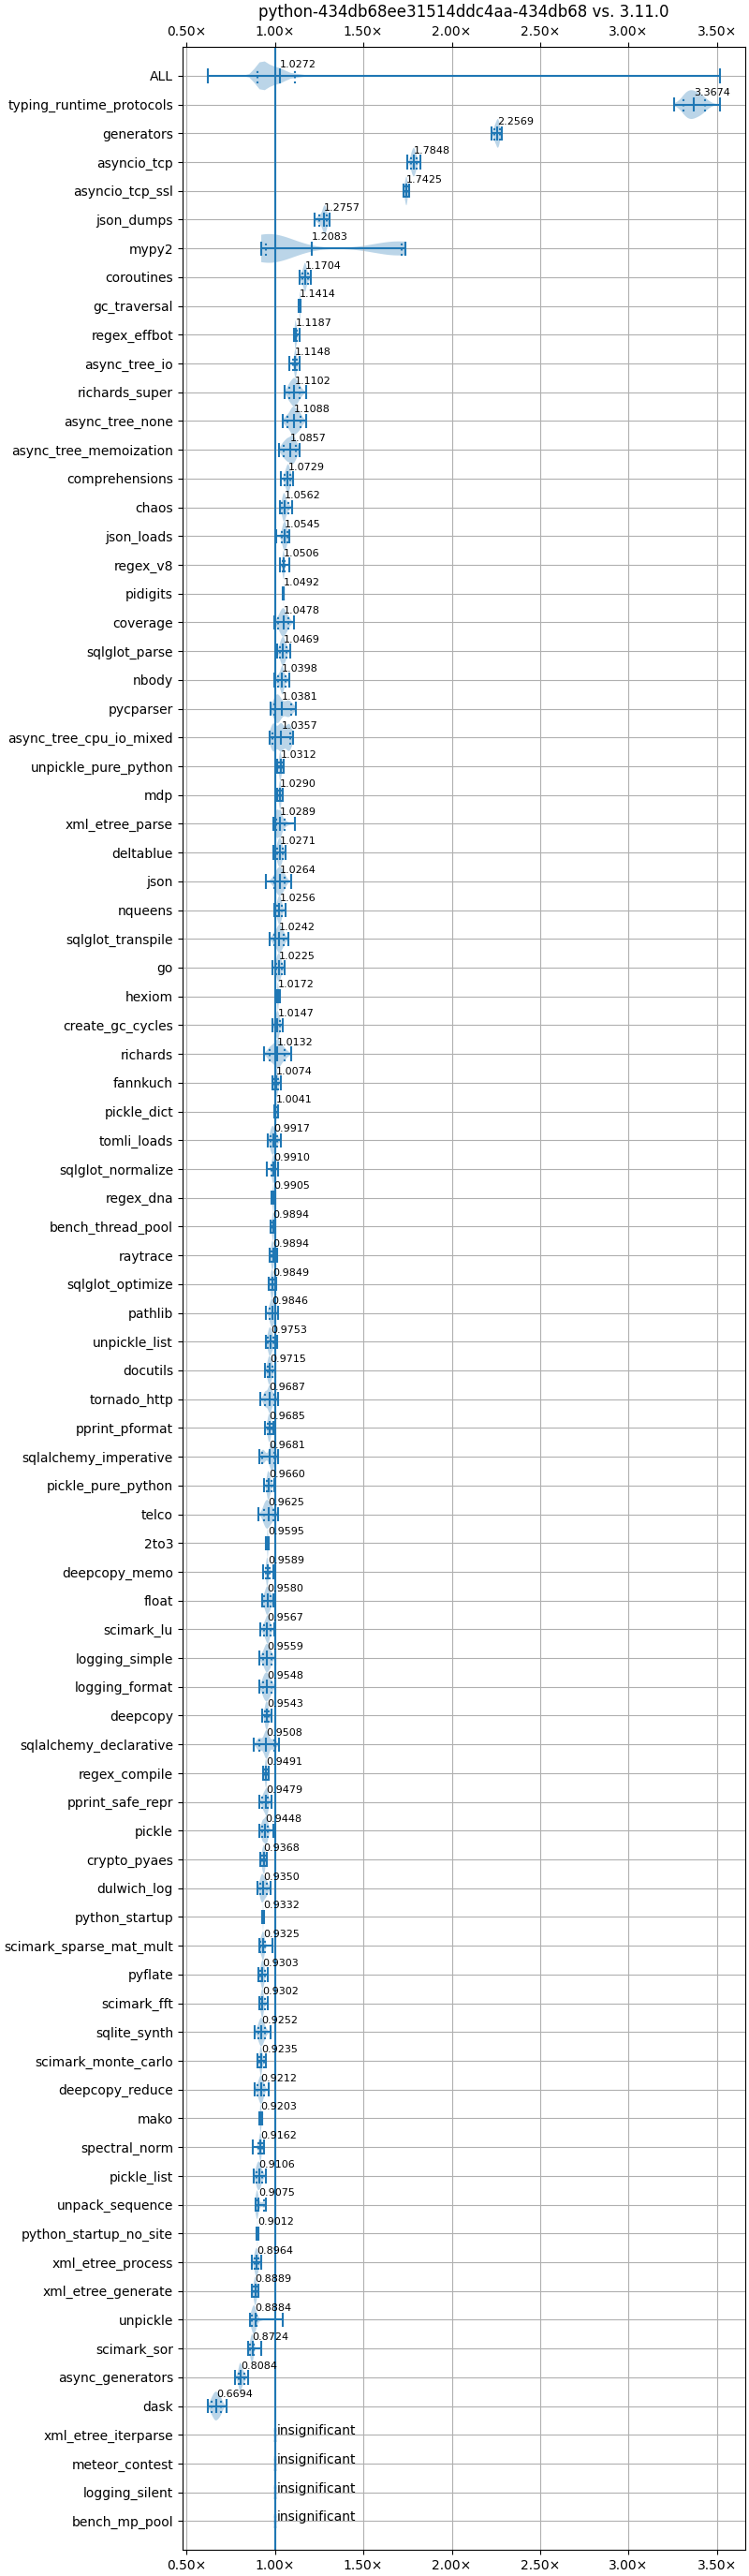 python-434db68ee31514ddc4aa-434db68 vs. 3.11.0
0.50× 1.00× 1.50× 2.00× 2.50× 3.00× 3.50×
ALL 1.0272
typing_runtime_protocols 3.3674
generators 2.2569
asyncio_tcp 1.7848
asyncio_tcp_ssl 1.7425
json_dumps 1.2757
mypy2 1.2083
coroutines 1.1704
gc_traversal 1.1414
regex_effbot 1.1187
async_tree_io 1.1148
richards_super 1.1102
async_tree_none 1.1088
async_tree_memoization 1.0857
comprehensions 1.0729
chaos 1.0562
json_loads 1.0545
regex_v8 1.0506
pidigits 1.0492
coverage 1.0478
sqlglot_parse 1.0469
nbody 1.0398
pycparser 1.0381
async_tree_cpu_io_mixed 1.0357
unpickle_pure_python 1.0312
mdp 1.0290
xml_etree_parse 1.0289
deltablue 1.0271
json 1.0264
nqueens 1.0256
sqlglot_transpile 1.0242
go 1.0225
hexiom 1.0172
create_gc_cycles 1.0147
richards 1.0132
fannkuch 1.0074
pickle_dict 1.0041
tomli_loads 0.9917
sqlglot_normalize 0.9910
regex_dna 0.9905
bench_thread_pool 0.9894
raytrace 0.9894
sqlglot_optimize 0.9849
pathlib 0.9846
unpickle_list 0.9753
docutils 0.9715
tornado_http 0.9687
pprint_pformat 0.9685
sqlalchemy_imperative 0.9681
pickle_pure_python 0.9660
telco 0.9625
2to3 0.9595
deepcopy_memo 0.9589
float 0.9580
scimark_lu 0.9567
logging_simple 0.9559
logging_format 0.9548
deepcopy 0.9543
sqlalchemy_declarative 0.9508
regex_compile 0.9491
pprint_safe_repr 0.9479
pickle 0.9448
crypto_pyaes 0.9368
dulwich_log 0.9350
python_startup 0.9332
scimark_sparse_mat_mult 0.9325
pyflate 0.9303
scimark_fft 0.9302
sqlite_synth 0.9252
scimark_monte_carlo 0.9235
deepcopy_reduce 0.9212
mako 0.9203
spectral_norm 0.9162
pickle_list 0.9106
unpack_sequence 0.9075
python_startup_no_site 0.9012
xml_etree_process 0.8964
xml_etree_generate 0.8889
unpickle 0.8884
scimark_sor 0.8724
async_generators 0.8084
dask 0.6694
xml_etree_iterparse insignificant
meteor_contest insignificant
logging_silent insignificant
bench_mp_pool insignificant
0.50× 1.00× 1.50× 2.00× 2.50× 3.00× 3.50×